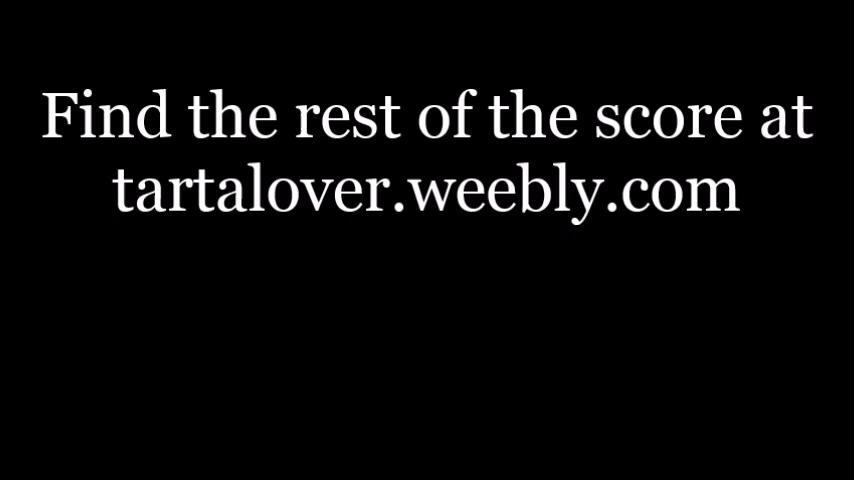 Find the rest of the score at
tartalover.weebly.com